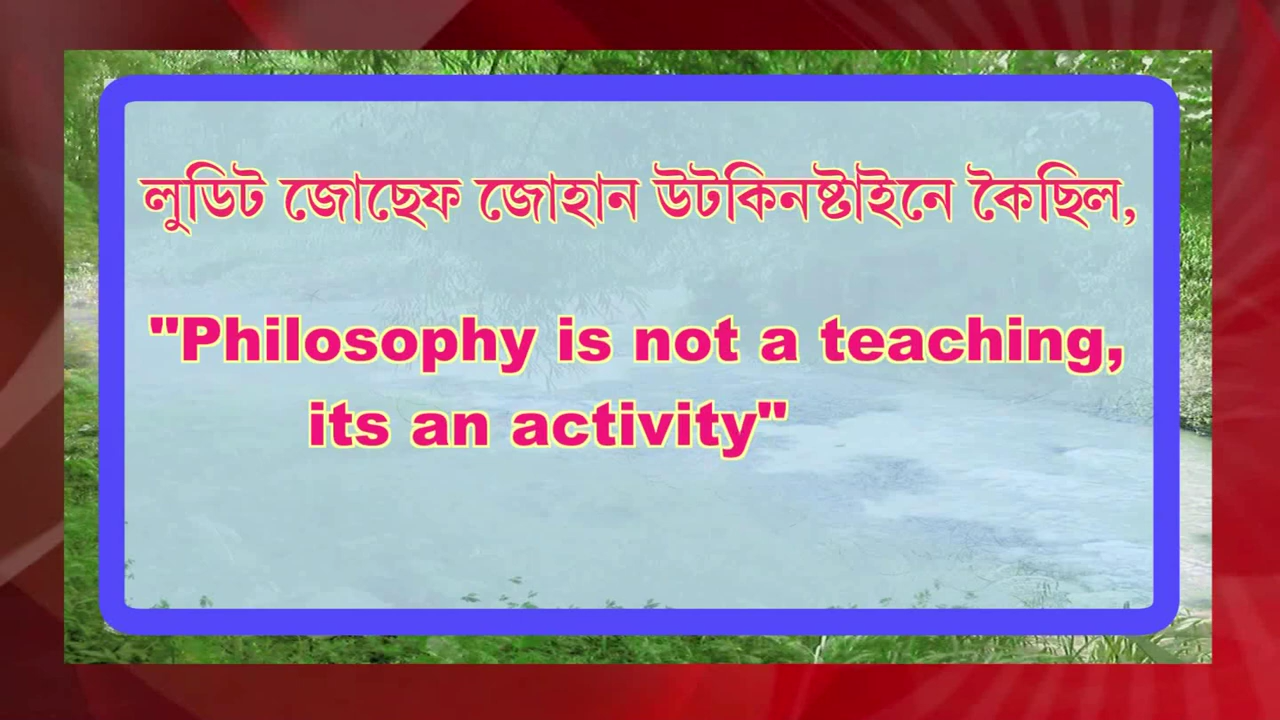 লুডিট জোছেফ জোহান উটকিনষ্টাইনে কৈছিল,
"Philosophy is not a teaching,
its an activity"